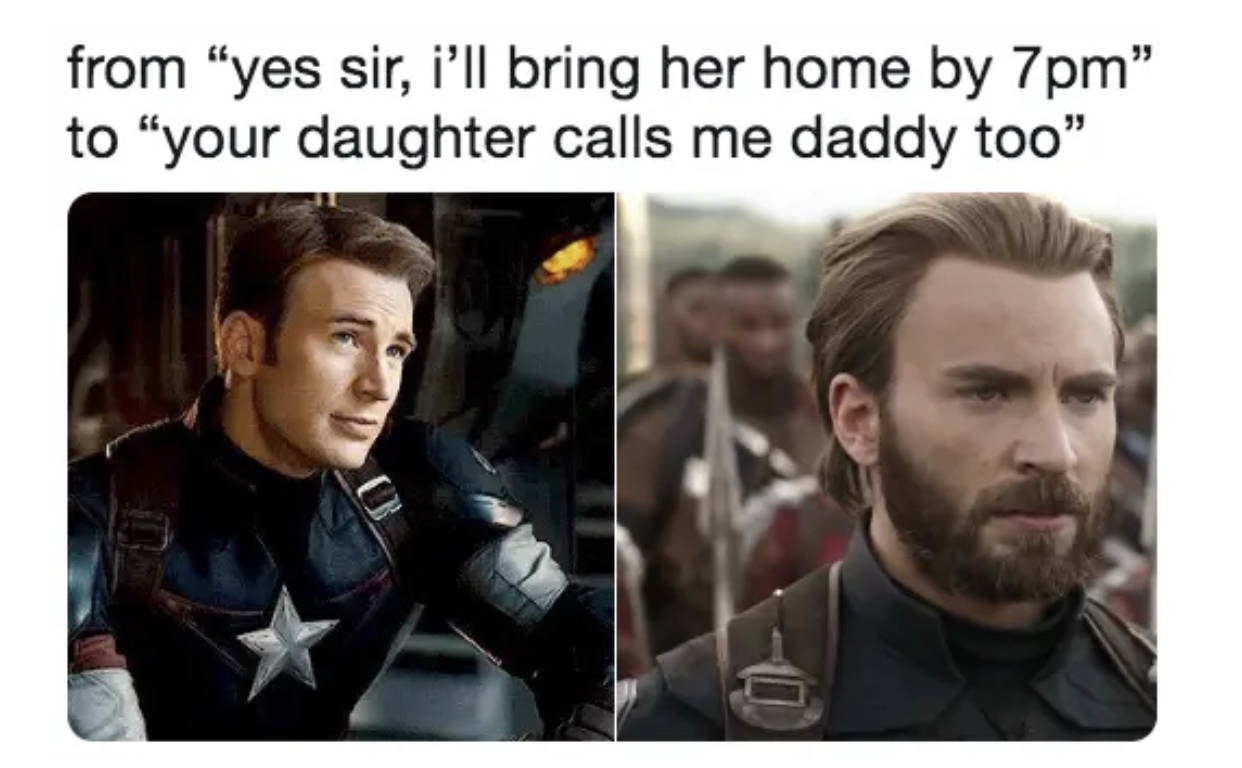 from “yes sir, i’ll bring her home by 7pm”
to “your daughter calls me daddy too”